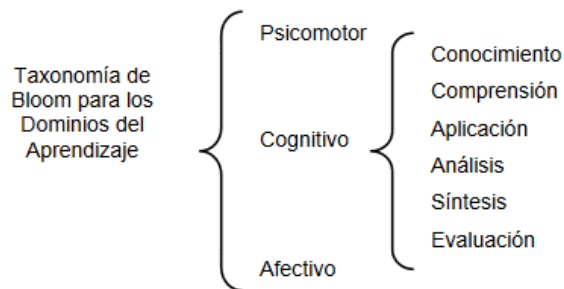 Taxonomía de
Bloom para los
Dominios del
Aprendizaje
Psicomotor
Cognitivo
Afectivo
Conocimiento
Comprensión
Aplicación
Análisis
Síntesis
Evaluación